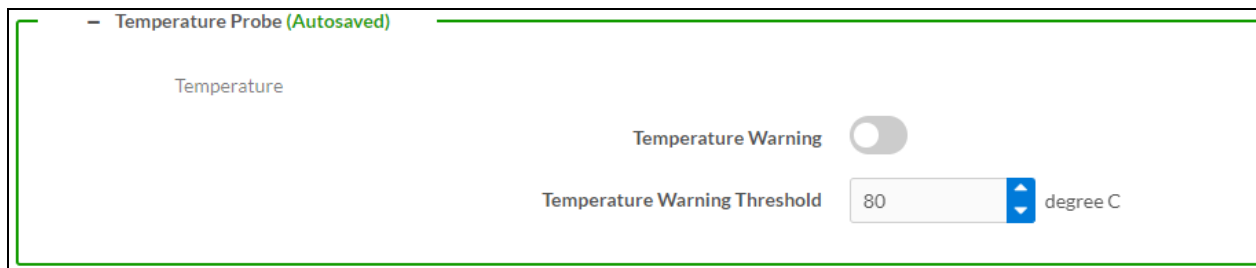 – Temperature Probe (Autosaved)
Temperature
Temperature Warning
Temperature Warning Threshold 80 degree C